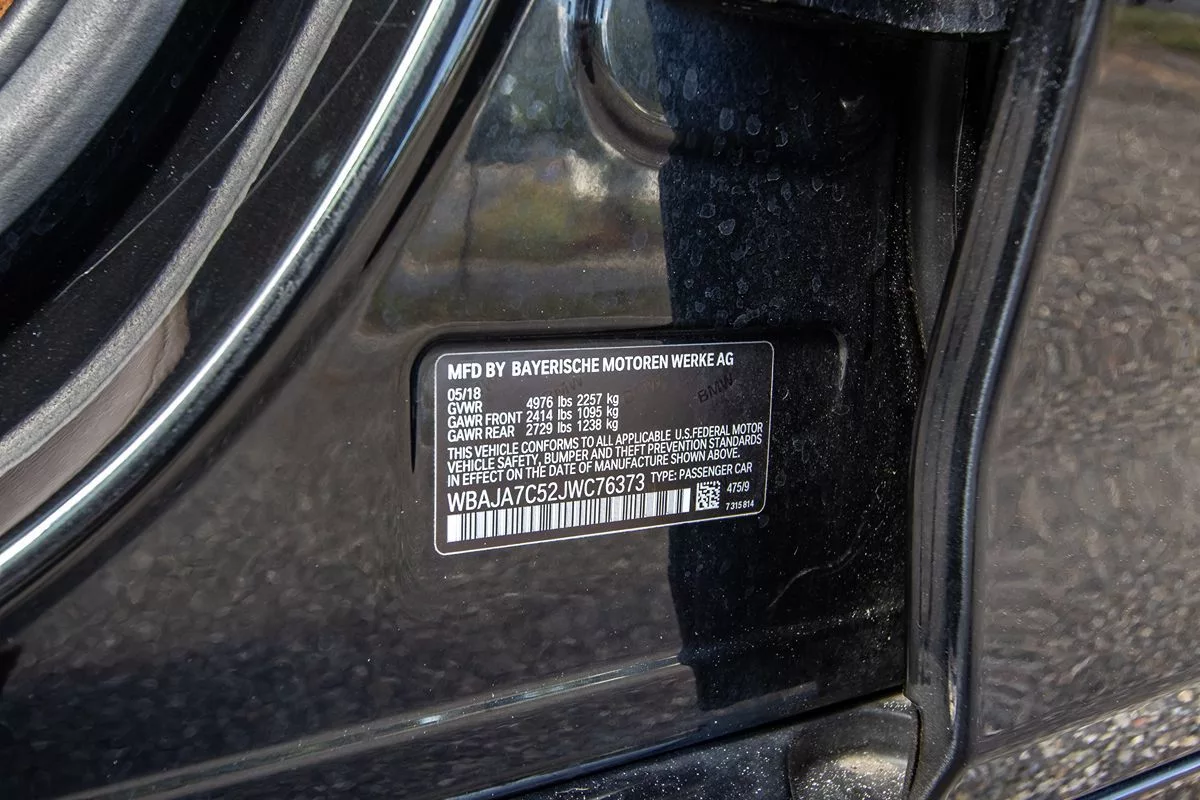 MFD BY BAYERISCHE MOTOREN WERKE AG
05/18
GVWR 4976 lbs 2257 kg
GAWR FRONT 2414 lbs 1095 kg
GAWR REAR 2729 lbs 1238 kg
THIS VEHICLE CONFORMS TO ALL APPLICABLE U.S.FEDERAL MOTOR
VEHICLE SAFETY, BUMPER AND THEFT PREVENTION STANDARDS
IN EFFECT ON THE DATE OF MANUFACTURE SHOWN ABOVE.
WBAJA7C52JWC76373 TYPE: PASSENGER CAR
475/9
7 315 814
BMW
BMW